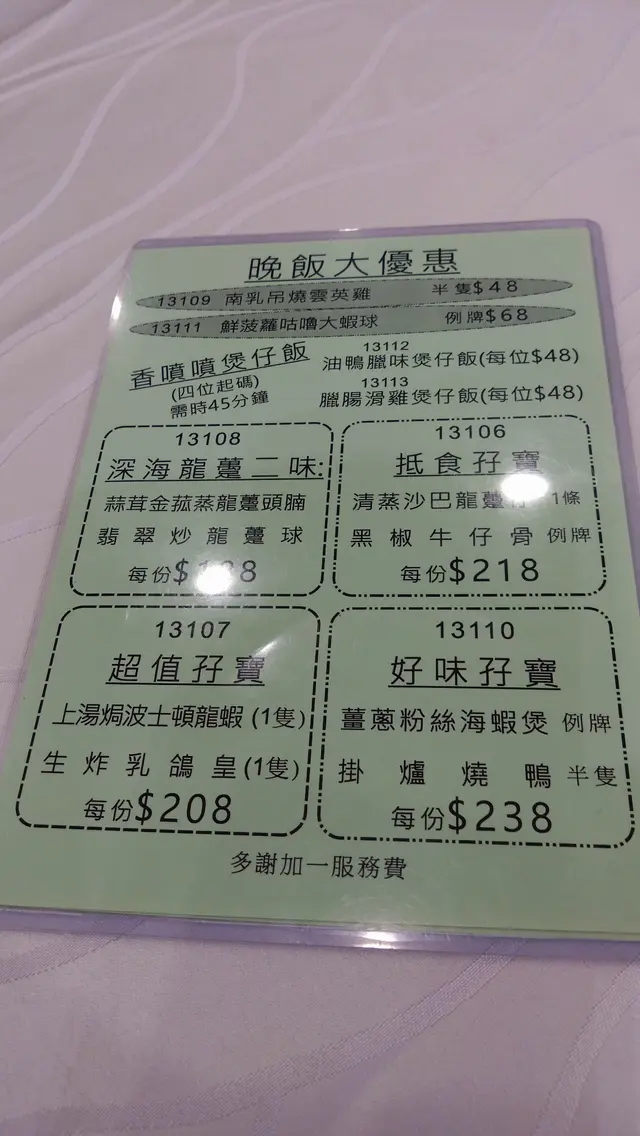 晚飯大優惠
13109 南乳吊燒雲英雞 半隻$48
13111 鮮菠蘿咕嚕大蝦球 例牌$68
香噴噴煲仔飯
(四位起碼)
需時45分鐘
13112
油鴨臘味煲仔飯(每位$48)
13113
臘腸滑雞煲仔飯(每位$48)
13108
深海龍躉二味:
蒜茸金菰蒸龍躉頭腩
翡翠炒龍躉球
每份
13106
抵食孖寶
清蒸沙巴龍躉仔 1條
黑椒牛仔骨 例牌
每份$218
13107
超值孖寶
上湯焗波士頓龍蝦 (1隻)
生炸乳鴿皇 (1隻)
每份$208
13110
好味孖寶
薑蔥粉絲海蝦煲 例牌
掛爐燒鴨 半隻
每份$238
多謝加一服務費